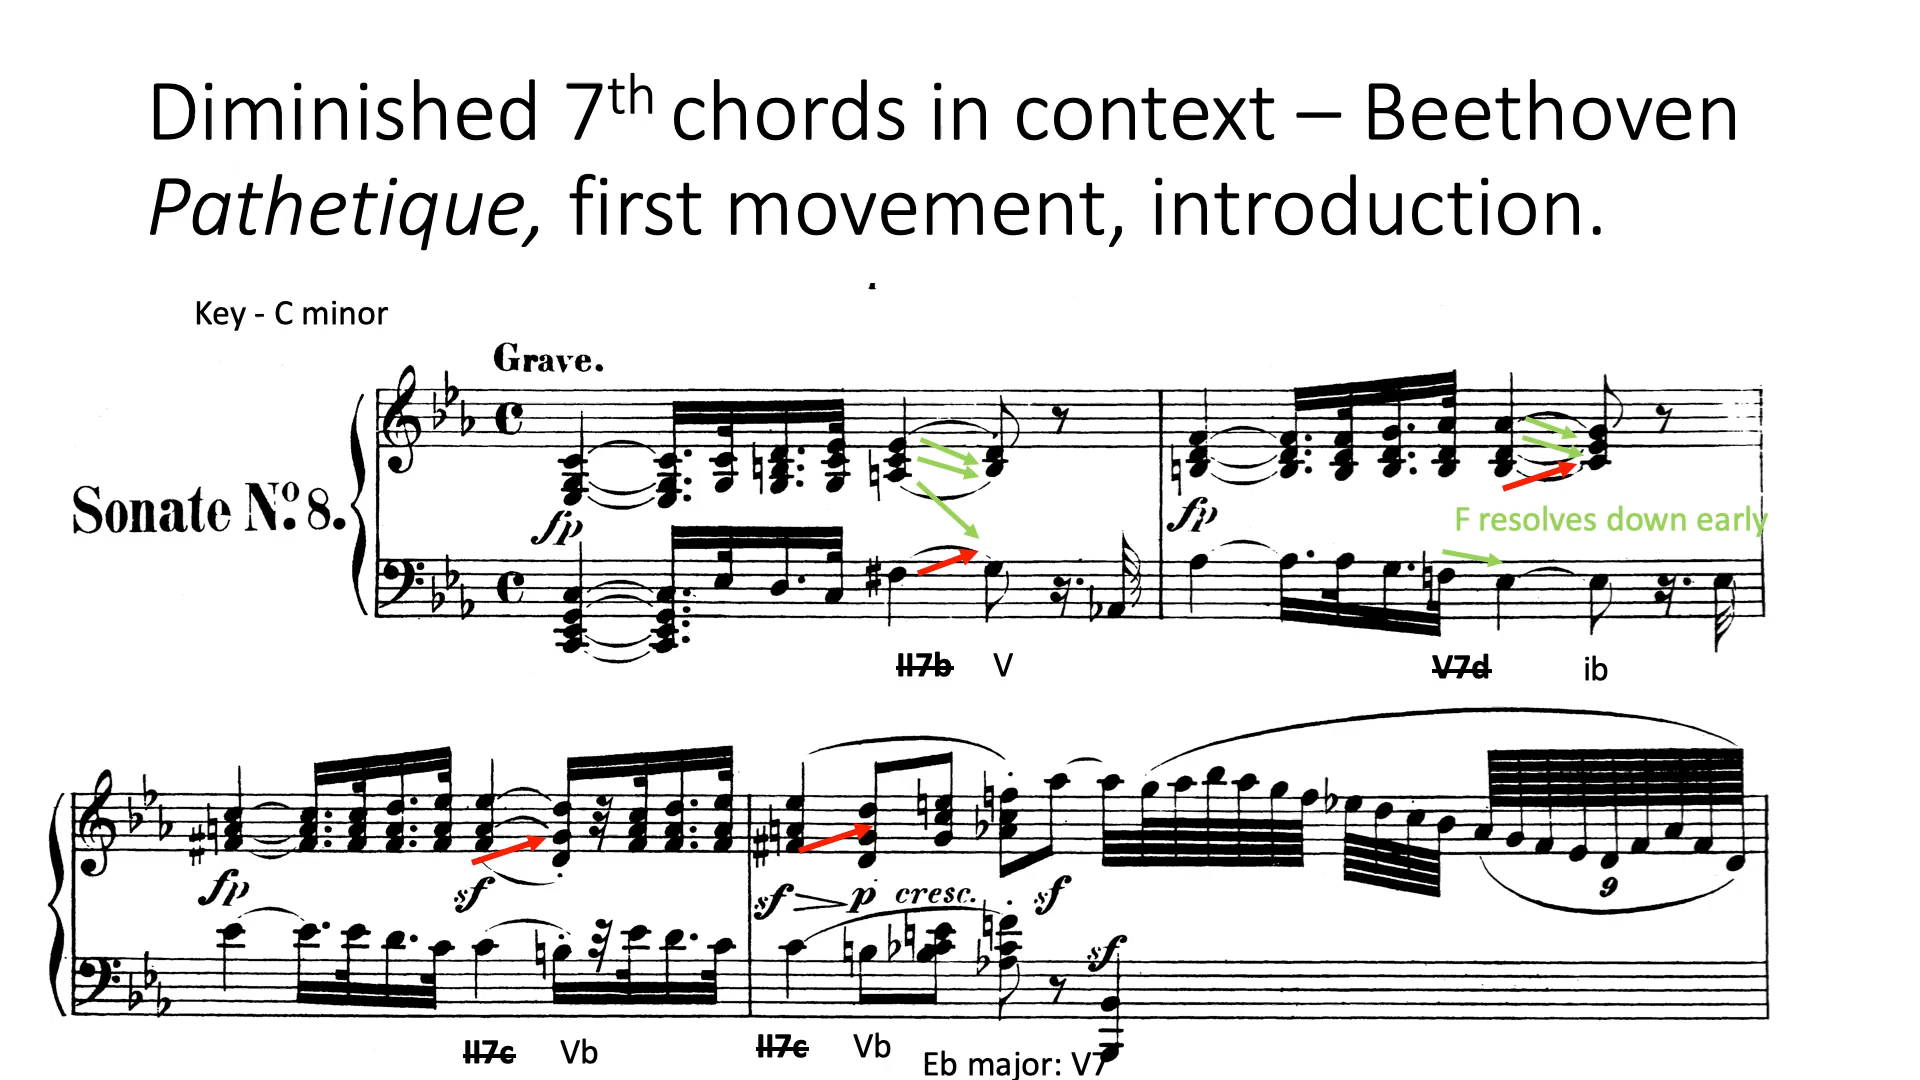 Diminished 7th chords in context – Beethoven
Pathetique, first movement, introduction.
Key - C minor
Grave.
Sonate No. 8.
fp
fp
F resolves down early
II7b V V7d ib
fp sf sf p cresc. sf
9
sf
II7c Vb II7c Vb Eb major: V7